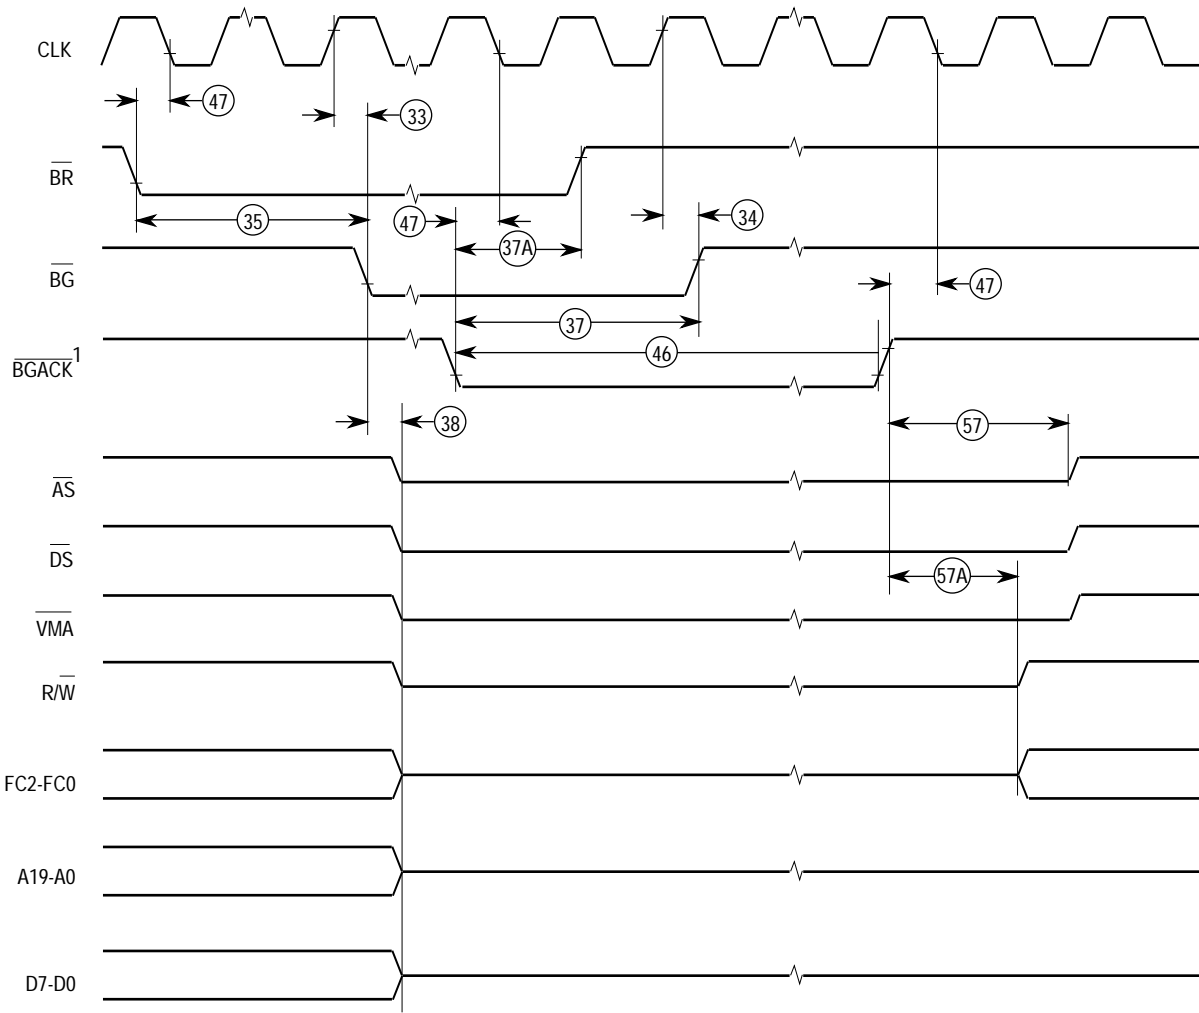 CLK
47
33
BR
35
47
37A
34
BG
47
37
BGACK1
46
38
57
AS
DS
57A
VMA
R/W
FC2-FC0
A19-A0
D7-D0